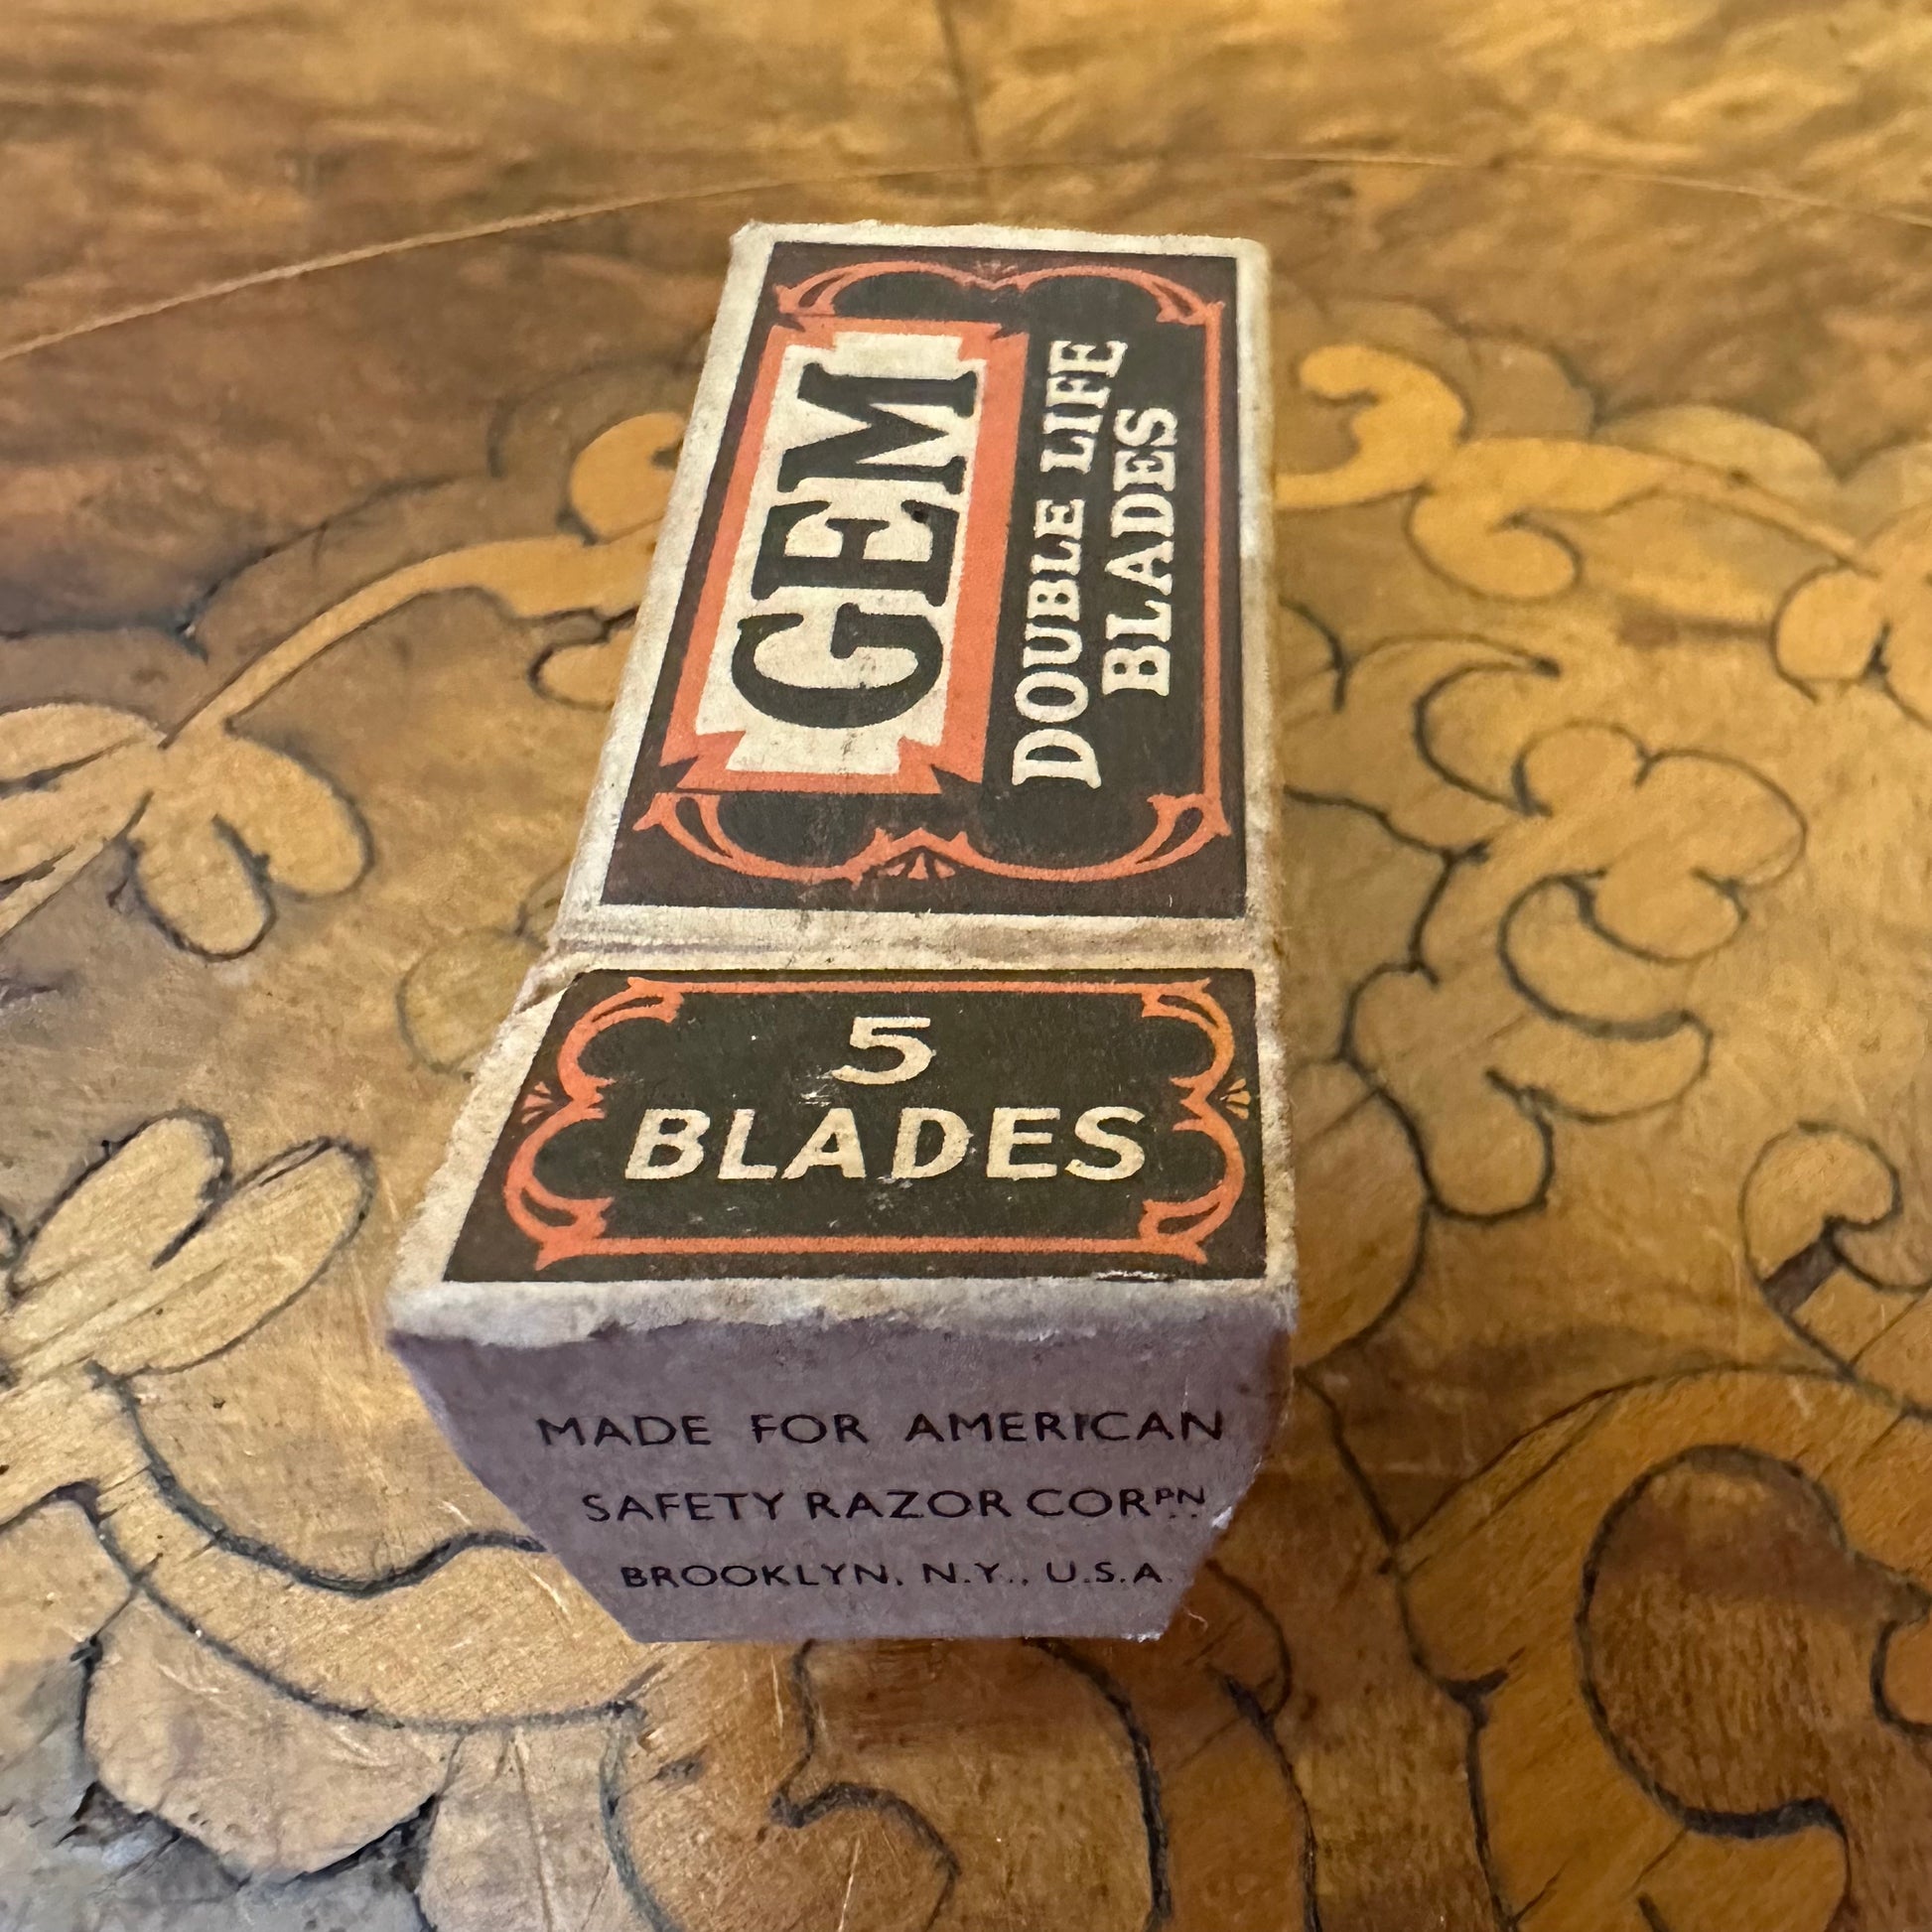 GEM
DOUBLE LIFE
BLADES
5
BLADES
MADE FOR AMERICAN
SAFETY RAZOR CORPN
BROOKLYN, N.Y., U.S.A.